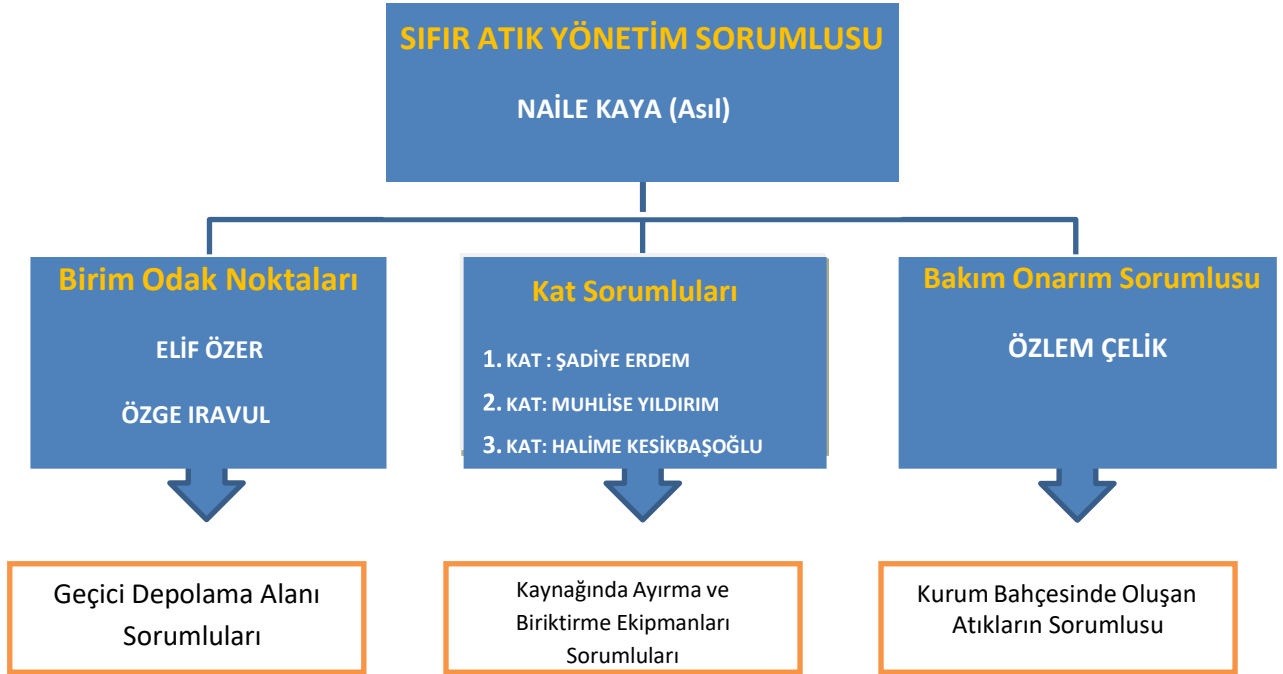 SIFIR ATIK YÖNETİM SORUMLUSU
NAİLE KAYA (Asıl)
Birim Odak Noktaları
ELİF ÖZER
ÖZGE IRAVUL
Kat Sorumluları
1. KAT : ŞADİYE ERDEM
2. KAT: MUHLİSE YILDIRIM
3. KAT: HALİME KESİKBAŞOĞLU
Bakım Onarım Sorumlusu
ÖZLEM ÇELİK
Geçici Depolama Alanı
Sorumluları
Kaynağında Ayırma ve
Biriktirme Ekipmanları
Sorumluları
Kurum Bahçesinde Oluşan
Atıkların Sorumlusu